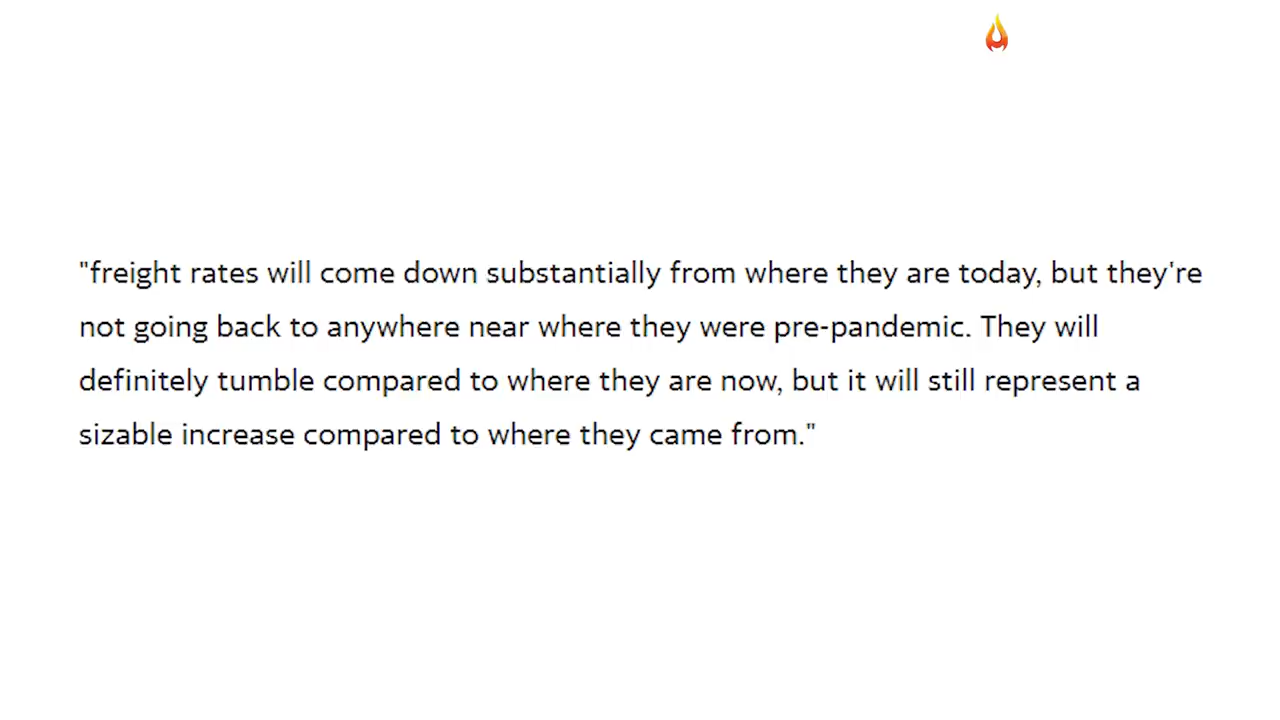 "freight rates will come down substantially from where they are today, but they're
not going back to anywhere near where they were pre-pandemic. They will
definitely tumble compared to where they are now, but it will still represent a
sizable increase compared to where they came from."